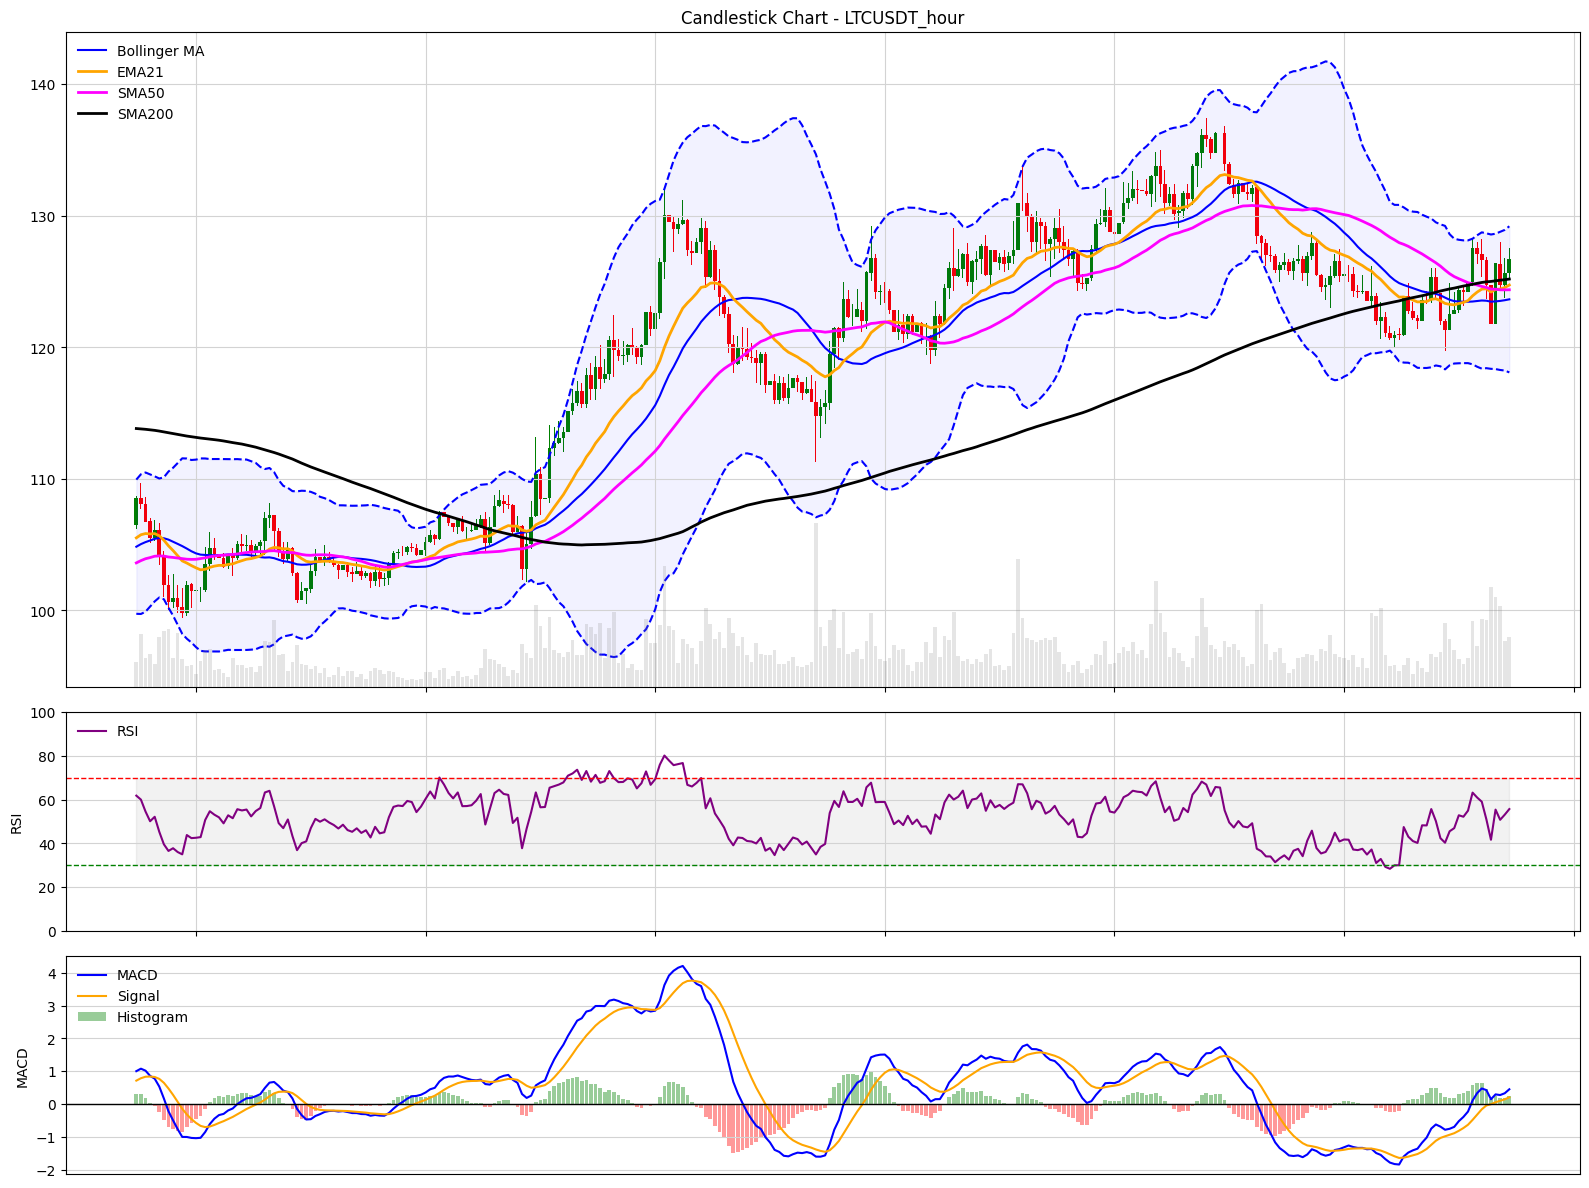 Candlestick Chart - LTCUSDT_hour
Bollinger MA
EMA21
SMA50
SMA200
140
130
120
110
100
RSI
100
80
60
40
20
0
RSI
MACD
Signal
Histogram
4
3
2
1
0
−1
−2
MACD